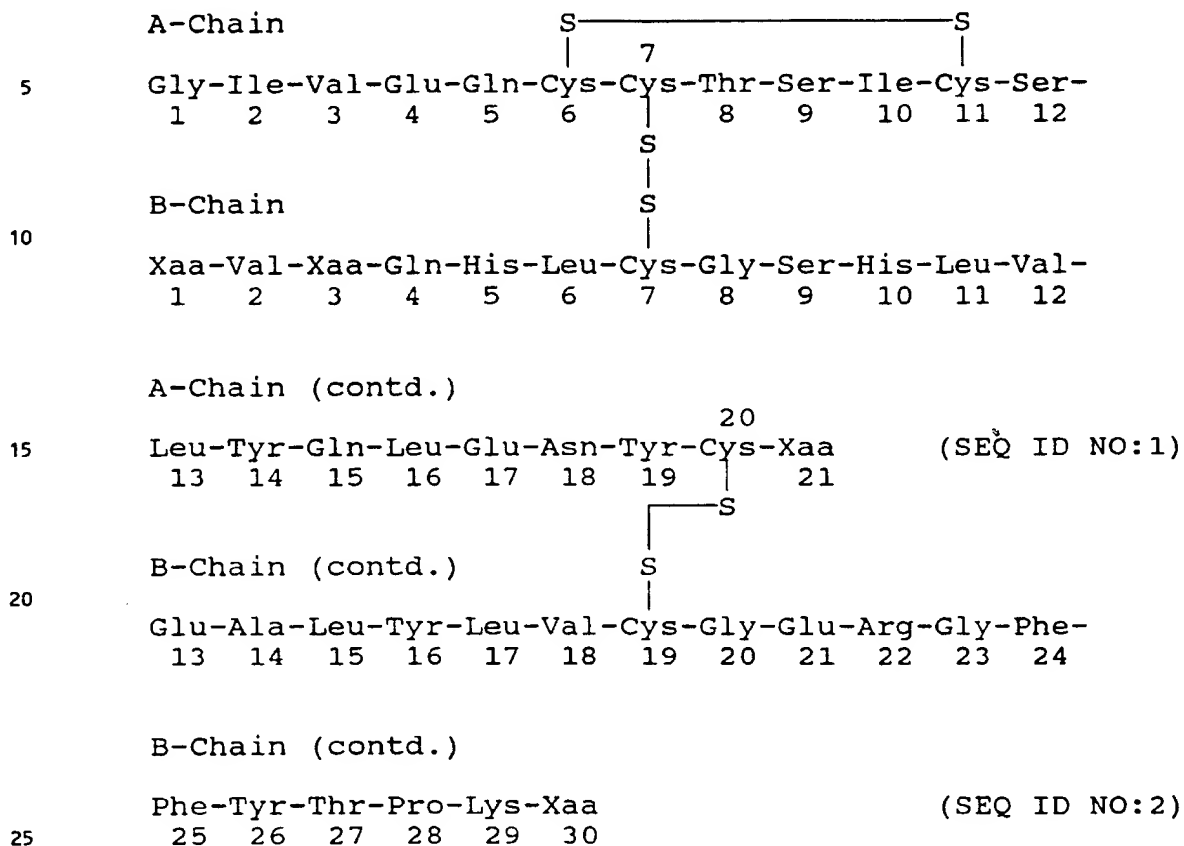 A-Chain
S S
7
5 Gly-Ile-Val-Glu-Gln-Cys-Cys-Thr-Ser-Ile-Cys-Ser-
1 2 3 4 5 6 8 9 10 11 12
S
B-Chain S
10
Xaa-Val-Xaa-Gln-His-Leu-Cys-Gly-Ser-His-Leu-Val-
1 2 3 4 5 6 7 8 9 10 11 12
A-Chain (contd.)
20
15 Leu-Tyr-Gln-Leu-Glu-Asn-Tyr-Cys-Xaa (SEQ ID NO:1)
13 14 15 16 17 18 19 21
S
B-Chain (contd.) S
20
Glu-Ala-Leu-Tyr-Leu-Val-Cys-Gly-Glu-Arg-Gly-Phe-
13 14 15 16 17 18 19 20 21 22 23 24
B-Chain (contd.)
Phe-Tyr-Thr-Pro-Lys-Xaa (SEQ ID NO:2)
25 25 26 27 28 29 30